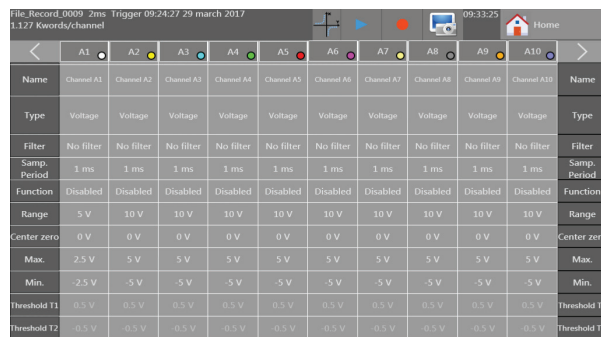 File_Record_0009 2ms Trigger 09:24:27 29 march 2017
1.127 Kwords/channel
09:33:25
Home
A1 A2 A3 A4 A5 A6 A7 A8 A9 A10
Name Channel A1 Channel A2 Channel A3 Channel A4 Channel A5 Channel A6 Channel A7 Channel A8 Channel A9 Channel A10 Name
Type Voltage Voltage Voltage Voltage Voltage Voltage Voltage Voltage Voltage Voltage Type
Filter No filter No filter No filter No filter No filter No filter No filter No filter No filter No filter Filter
Samp. Period 1 ms 1 ms 1 ms 1 ms 1 ms 1 ms 1 ms 1 ms 1 ms 1 ms Samp. Period
Function Disabled Disabled Disabled Disabled Disabled Disabled Disabled Disabled Disabled Disabled Function
Range 5 V 10 V 10 V 10 V 10 V 10 V 10 V 10 V 10 V 10 V Range
Center zero 0 V 0 V 0 V 0 V 0 V 0 V 0 V 0 V 0 V 0 V Center zer
Max. 2.5 V 5 V 5 V 5 V 5 V 5 V 5 V 5 V 5 V 5 V Max.
Min. -2.5 V -5 V -5 V -5 V -5 V -5 V -5 V -5 V -5 V -5 V Min.
Threshold T1 0.5 V 0.5 V 0.5 V 0.5 V 0.5 V 0.5 V 0.5 V 0.5 V 0.5 V 0.5 V Threshold T
Threshold T2 -0.5 V -0.5 V -0.5 V -0.5 V -0.5 V -0.5 V -0.5 V -0.5 V -0.5 V -0.5 V Threshold T